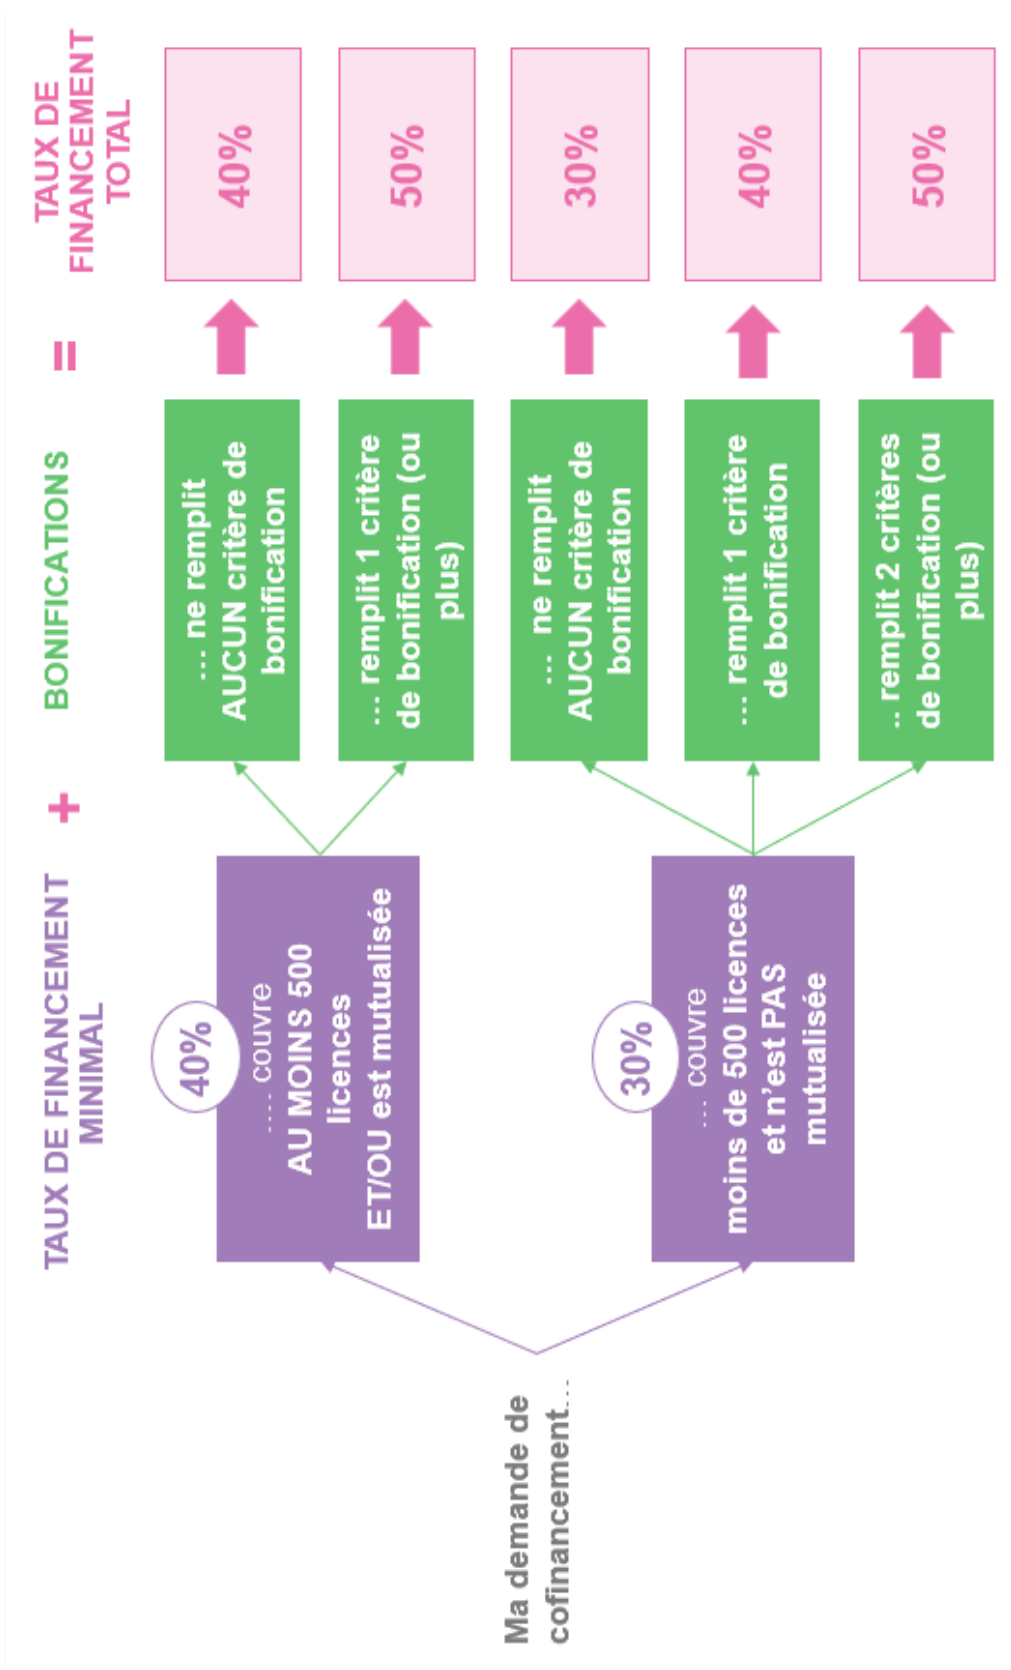 TAUX DE FINANCEMENT
MINIMAL
+
BONIFICATIONS
=
TAUX DE
FINANCEMENT
TOTAL
Ma demande de
cofinancement…
40%
…. couvre
AU MOINS 500
licences
ET/OU est mutualisée
… ne remplit
AUCUN critère de
bonification
40%
… remplit 1 critère
de bonification (ou
plus)
50%
30%
… couvre
moins de 500 licences
et n’est PAS
mutualisée
… ne remplit
AUCUN critère de
bonification
30%
… remplit 1 critère
de bonification
40%
.. remplit 2 critères
de bonification (ou
plus)
50%